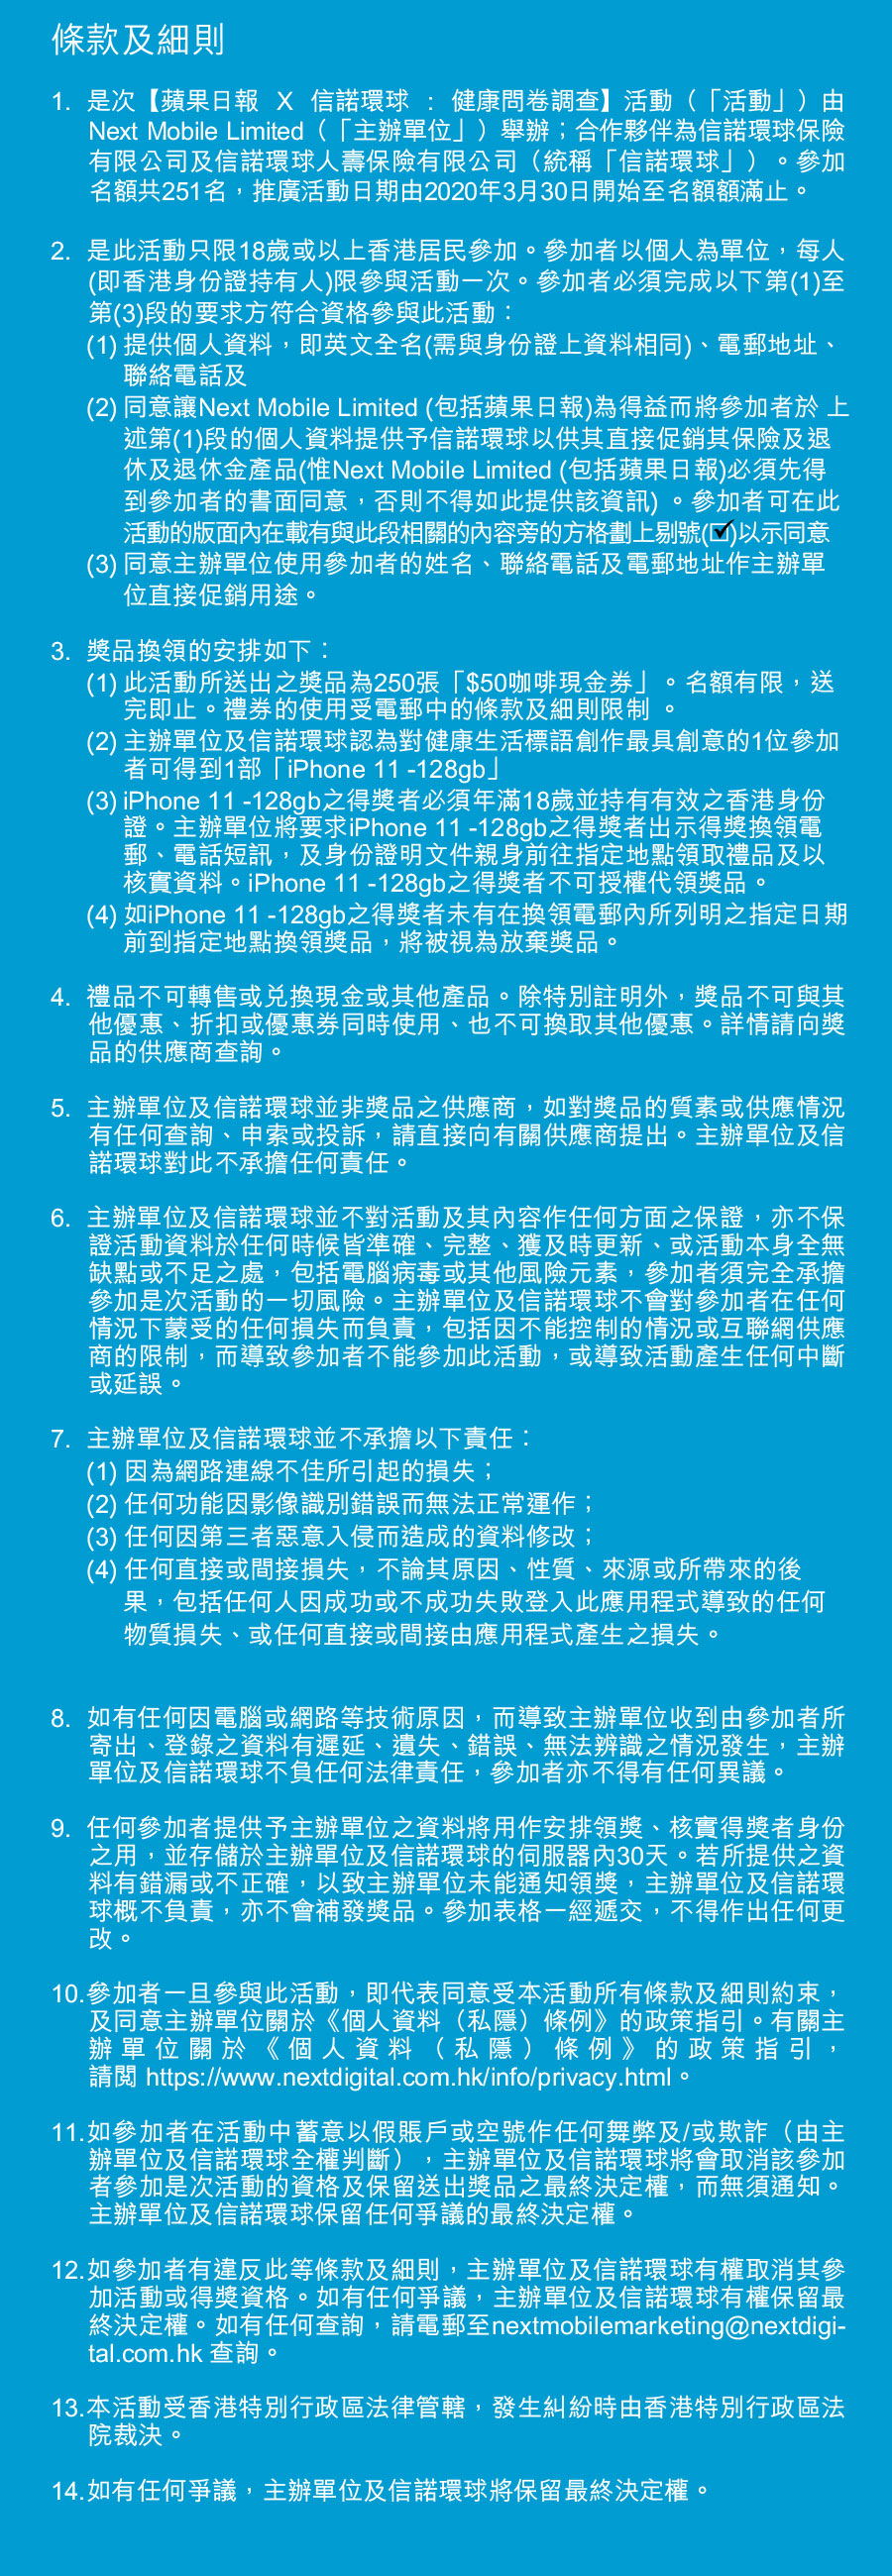 條款及細則
1. 是次【蘋果日報 X 信諾環球 : 健康問卷調查】活動（「活動」）由
Next Mobile Limited（「主辦單位」）舉辦；合作夥伴為信諾環球保險
有限公司及信諾環球人壽保險有限公司（統稱「信諾環球」）。參加
名額共251名，推廣活動日期由2020年3月30日開始至名額額滿止。
2. 是此活動只限18歲或以上香港居民參加。參加者以個人為單位，每人
(即香港身份證持有人)限參與活動一次。參加者必須完成以下第(1)至
第(3)段的要求方符合資格參與此活動：
(1) 提供個人資料，即英文全名(需與身份證上資料相同)、電郵地址、
聯絡電話及
(2) 同意讓Next Mobile Limited (包括蘋果日報)為得益而將參加者於 上
述第(1)段的個人資料提供予信諾環球以供其直接促銷其保險及退
休及退休金產品(惟Next Mobile Limited (包括蘋果日報)必須先得
到參加者的書面同意，否則不得如此提供該資訊) 。參加者可在此
活動的版面內在載有與此段相關的內容旁的方格劃上剔號(☑)以示同意
(3) 同意主辦單位使用參加者的姓名、聯絡電話及電郵地址作主辦單
位直接促銷用途。
3. 獎品換領的安排如下：
(1) 此活動所送出之獎品為250張「$50咖啡現金券」。名額有限，送
完即止。禮券的使用受電郵中的條款及細則限制 。
(2) 主辦單位及信諾環球認為對健康生活標語創作最具創意的1位參加
者可得到1部「iPhone 11 -128gb」
(3) iPhone 11 -128gb之得獎者必須年滿18歲並持有有效之香港身份
證。主辦單位將要求iPhone 11 -128gb之得獎者出示得獎換領電
郵、電話短訊，及身份證明文件親身前往指定地點領取禮品及以
核實資料。iPhone 11 -128gb之得獎者不可授權代領獎品。
(4) 如iPhone 11 -128gb之得獎者未有在換領電郵內所列明之指定日期
前到指定地點換領獎品，將被視為放棄獎品。
4. 禮品不可轉售或兌換現金或其他產品。除特別註明外，獎品不可與其
他優惠、折扣或優惠券同時使用、也不可換取其他優惠。詳情請向獎
品的供應商查詢。
5. 主辦單位及信諾環球並非獎品之供應商，如對獎品的質素或供應情況
有任何查詢、申索或投訴，請直接向有關供應商提出。主辦單位及信
諾環球對此不承擔任何責任。
6. 主辦單位及信諾環球並不對活動及其內容作任何方面之保證，亦不保
證活動資料於任何時候皆準確、完整、獲及時更新、或活動本身全無
缺點或不足之處，包括電腦病毒或其他風險元素，參加者須完全承擔
參加是次活動的一切風險。主辦單位及信諾環球不會對參加者在任何
情況下蒙受的任何損失而負責，包括因不能控制的情況或互聯網供應
商的限制，而導致參加者不能參加此活動，或導致活動產生任何中斷
或延誤。
7. 主辦單位及信諾環球並不承擔以下責任：
(1) 因為網路連線不佳所引起的損失；
(2) 任何功能因影像識別錯誤而無法正常運作；
(3) 任何因第三者惡意入侵而造成的資料修改；
(4) 任何直接或間接損失，不論其原因、性質、來源或所帶來的後
果，包括任何人因成功或不成功失敗登入此應用程式導致的任何
物質損失、或任何直接或間接由應用程式產生之損失。
8. 如有任何因電腦或網路等技術原因，而導致主辦單位收到由參加者所
寄出、登錄之資料有遲延、遺失、錯誤、無法辨識之情況發生，主辦
單位及信諾環球不負任何法律責任，參加者亦不得有任何異議。
9. 任何參加者提供予主辦單位之資料將用作安排領獎、核實得獎者身份
之用，並存儲於主辦單位及信諾環球的伺服器內30天。若所提供之資
料有錯漏或不正確，以致主辦單位未能通知領獎，主辦單位及信諾環
球概不負責，亦不會補發獎品。參加表格一經遞交，不得作出任何更
改。
10.參加者一旦參與此活動，即代表同意受本活動所有條款及細則約束，
及同意主辦單位關於《個人資料（私隱）條例》的政策指引。有關主
辦單位關於《個人資料（私隱）條例》的政策指引，
請閱 https://www.nextdigital.com.hk/info/privacy.html。
11.如參加者在活動中蓄意以假賬戶或空號作任何舞弊及/或欺詐（由主
辦單位及信諾環球全權判斷），主辦單位及信諾環球將會取消該參加
者參加是次活動的資格及保留送出獎品之最終決定權，而無須通知。
主辦單位及信諾環球保留任何爭議的最終決定權。
12.如參加者有違反此等條款及細則，主辦單位及信諾環球有權取消其參
加活動或得獎資格。如有任何爭議，主辦單位及信諾環球有權保留最
終決定權。如有任何查詢，請電郵至nextmobilemarketing@nextdigi-
tal.com.hk 查詢。
13.本活動受香港特別行政區法律管轄，發生糾紛時由香港特別行政區法
院裁決。
14.如有任何爭議，主辦單位及信諾環球將保留最終決定權。